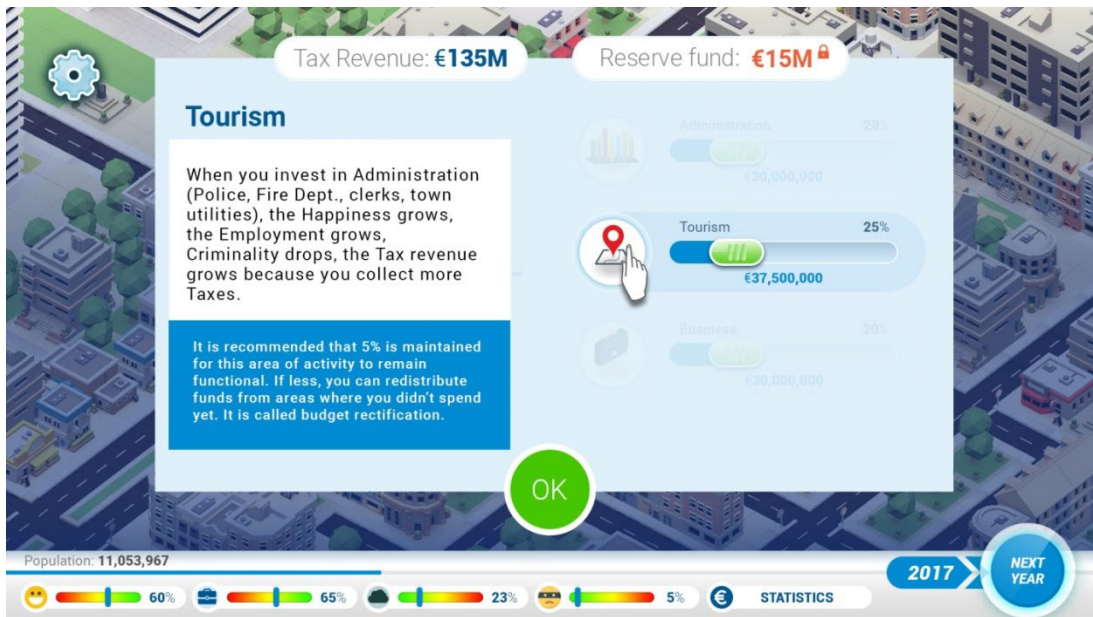 Tax Revenue: €135M
Reserve fund: €15M
Tourism
When you invest in Administration
(Police, Fire Dept., clerks, town
utilities), the Happiness grows,
the Employment grows,
Criminality drops, the Tax revenue
grows because you collect more
Taxes.
It is recommended that 5% is maintained
for this area of activity to remain
functional. If less, you can redistribute
funds from areas where you didn't spend
yet. It is called budget rectification.
Administration 20%
€30,000,000
Tourism 25%
€37,500,000
Business 20%
€30,000,000
OK
Population: 11,053,967
2017
NEXT
YEAR
60% 65% 23% 5% € STATISTICS